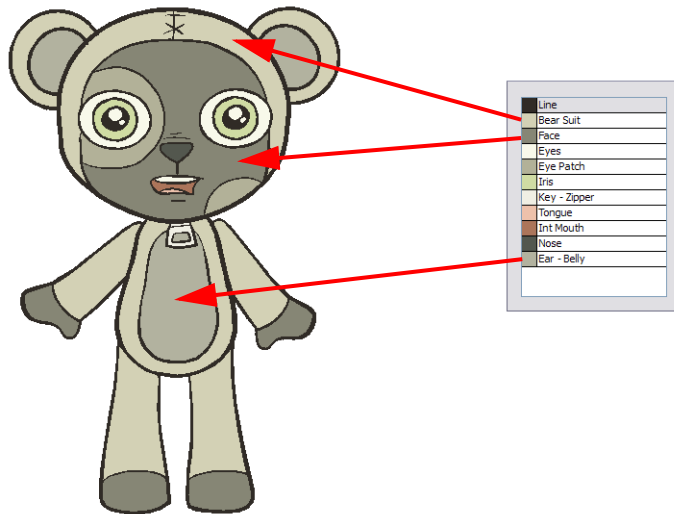 Line
Bear Suit
Face
Eyes
Eye Patch
Iris
Key - Zipper
Tongue
Int Mouth
Nose
Ear - Belly